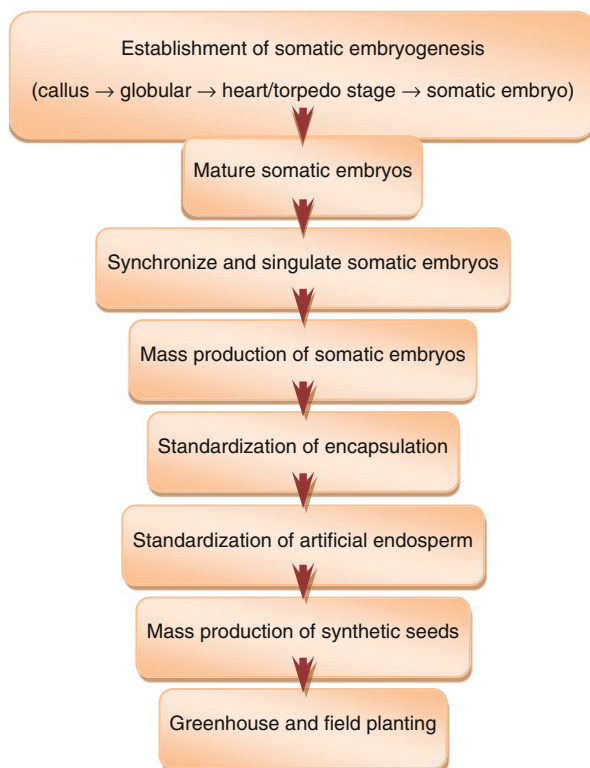 Establishment of somatic embryogenesis
(callus → globular → heart/torpedo stage → somatic embryo)
Mature somatic embryos
Synchronize and singulate somatic embryos
Mass production of somatic embryos
Standardization of encapsulation
Standardization of artificial endosperm
Mass production of synthetic seeds
Greenhouse and field planting